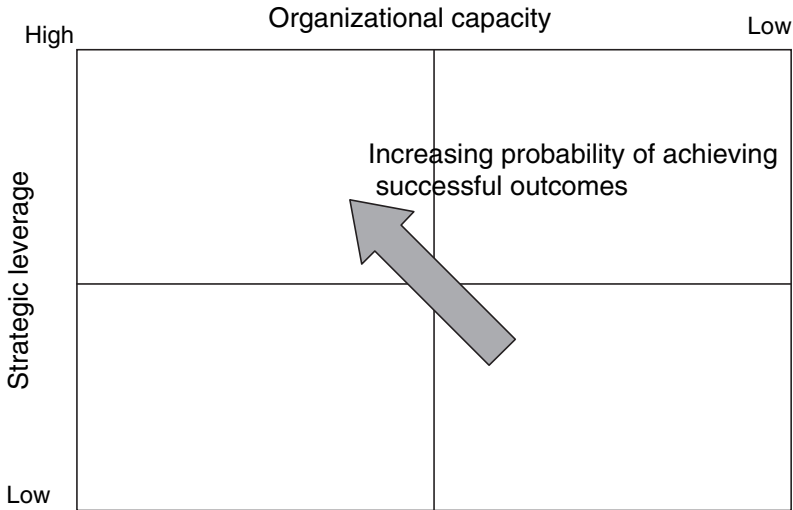 Organizational capacity
High
Low
Increasing probability of achieving
successful outcomes
Strategic leverage
Low